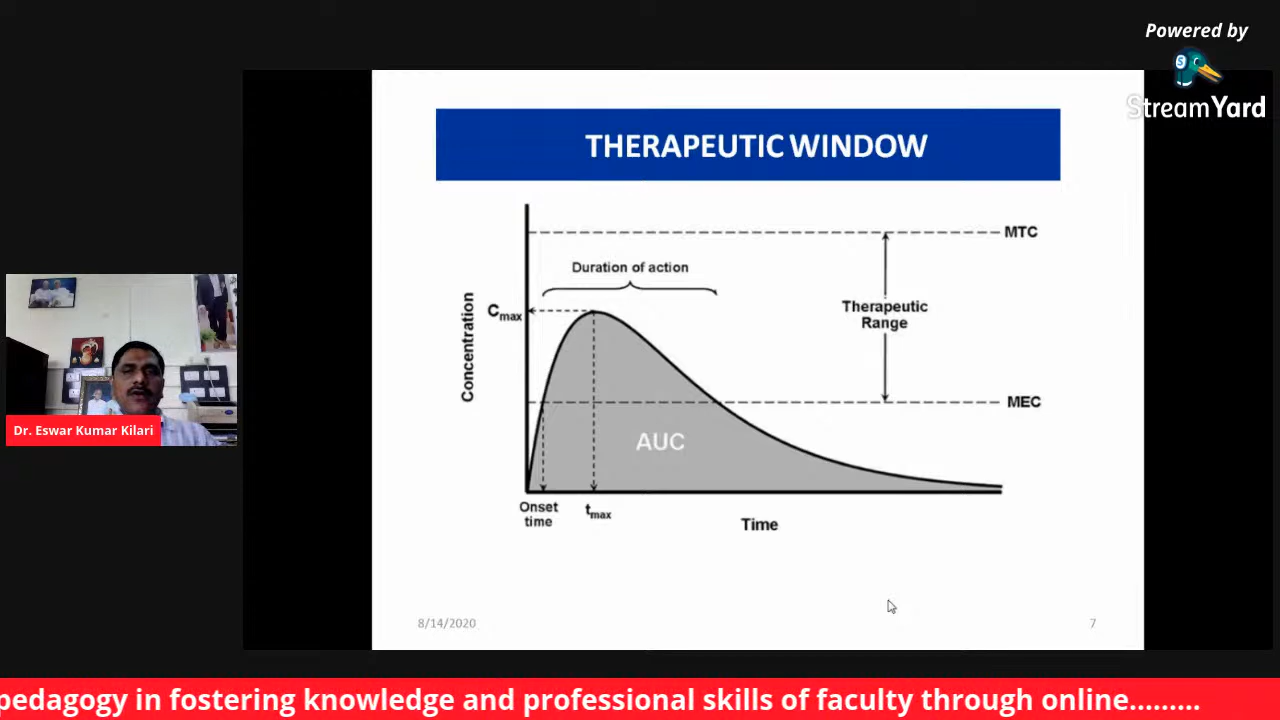 Powered by
StreamYard
THERAPEUTIC WINDOW
MTC
Duration of action
Cmax
Therapeutic
Range
Concentration
MEC
AUC
Onset
time
tmax
Time
Dr. Eswar Kumar Kilari
8/14/2020
7
pedagogy in fostering knowledge and professional skills of faculty through online.........